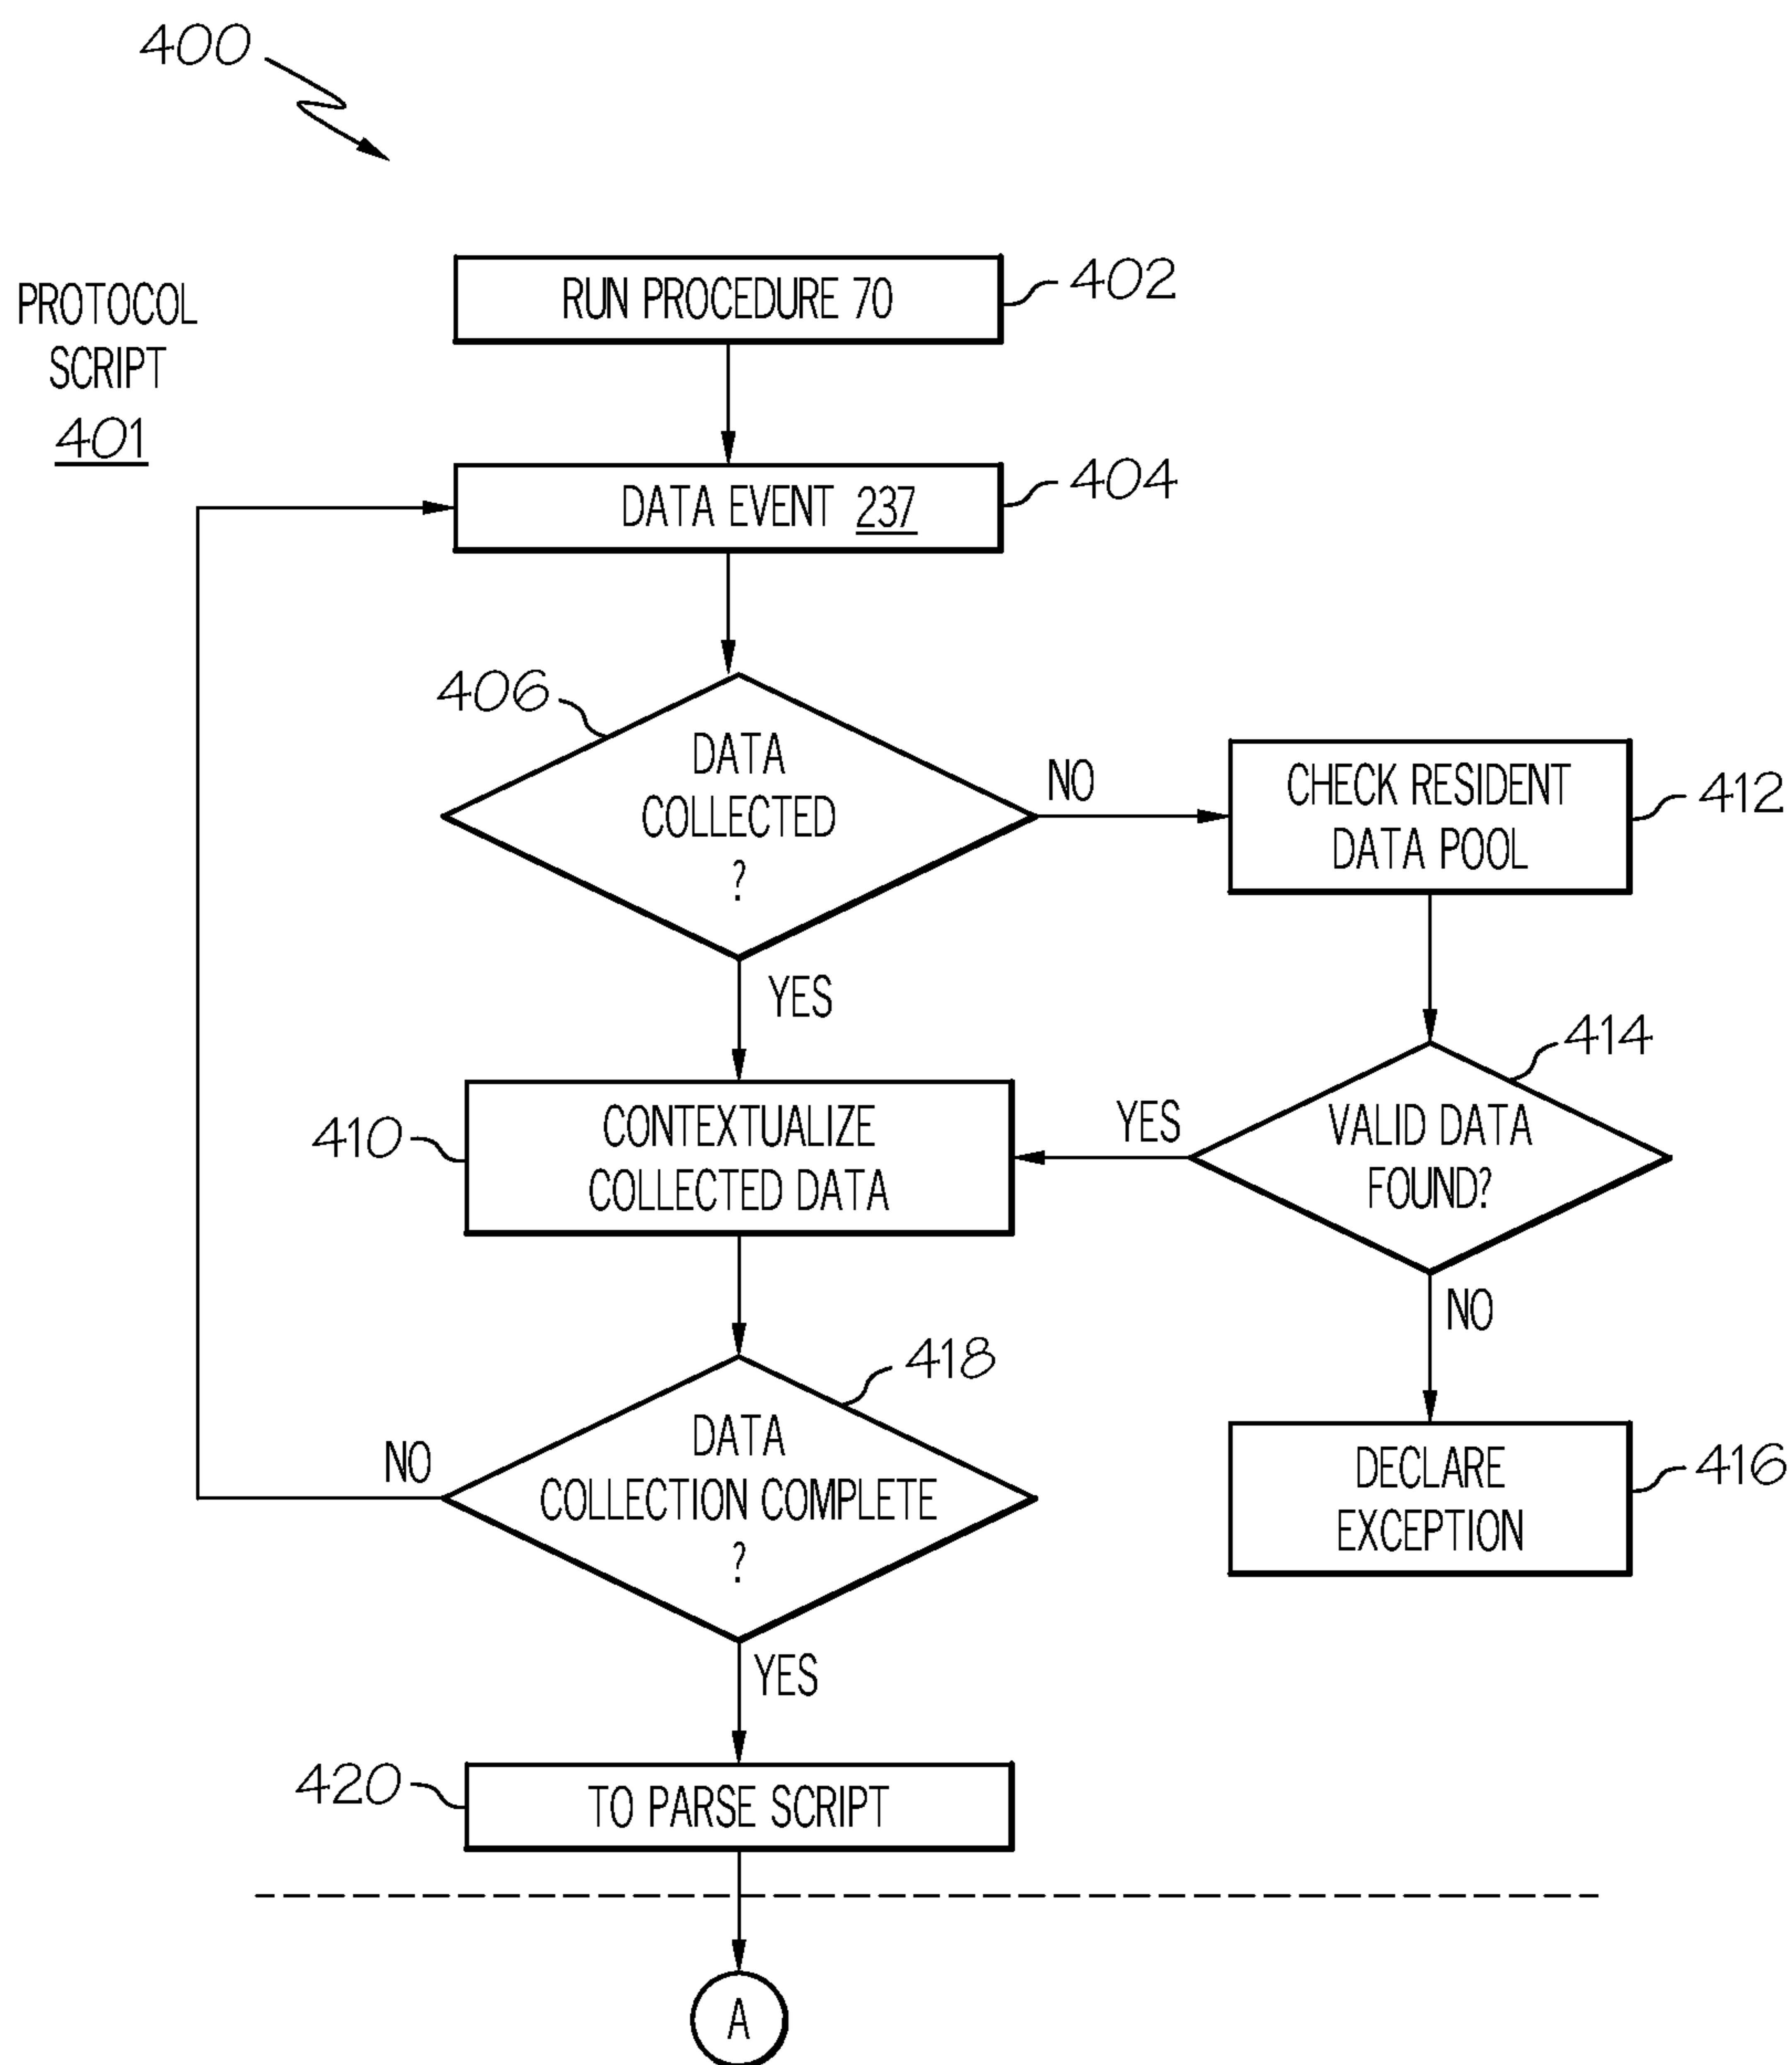 400
PROTOCOL
SCRIPT
401
RUN PROCEDURE 70
402
DATA EVENT 237
404
406
DATA
COLLECTED
?
NO
CHECK RESIDENT
DATA POOL
412
YES
414
410
CONTEXTUALIZE
COLLECTED DATA
YES
VALID DATA
FOUND?
NO
418
DATA
COLLECTION COMPLETE
?
NO
DECLARE
EXCEPTION
416
YES
420
TO PARSE SCRIPT
A